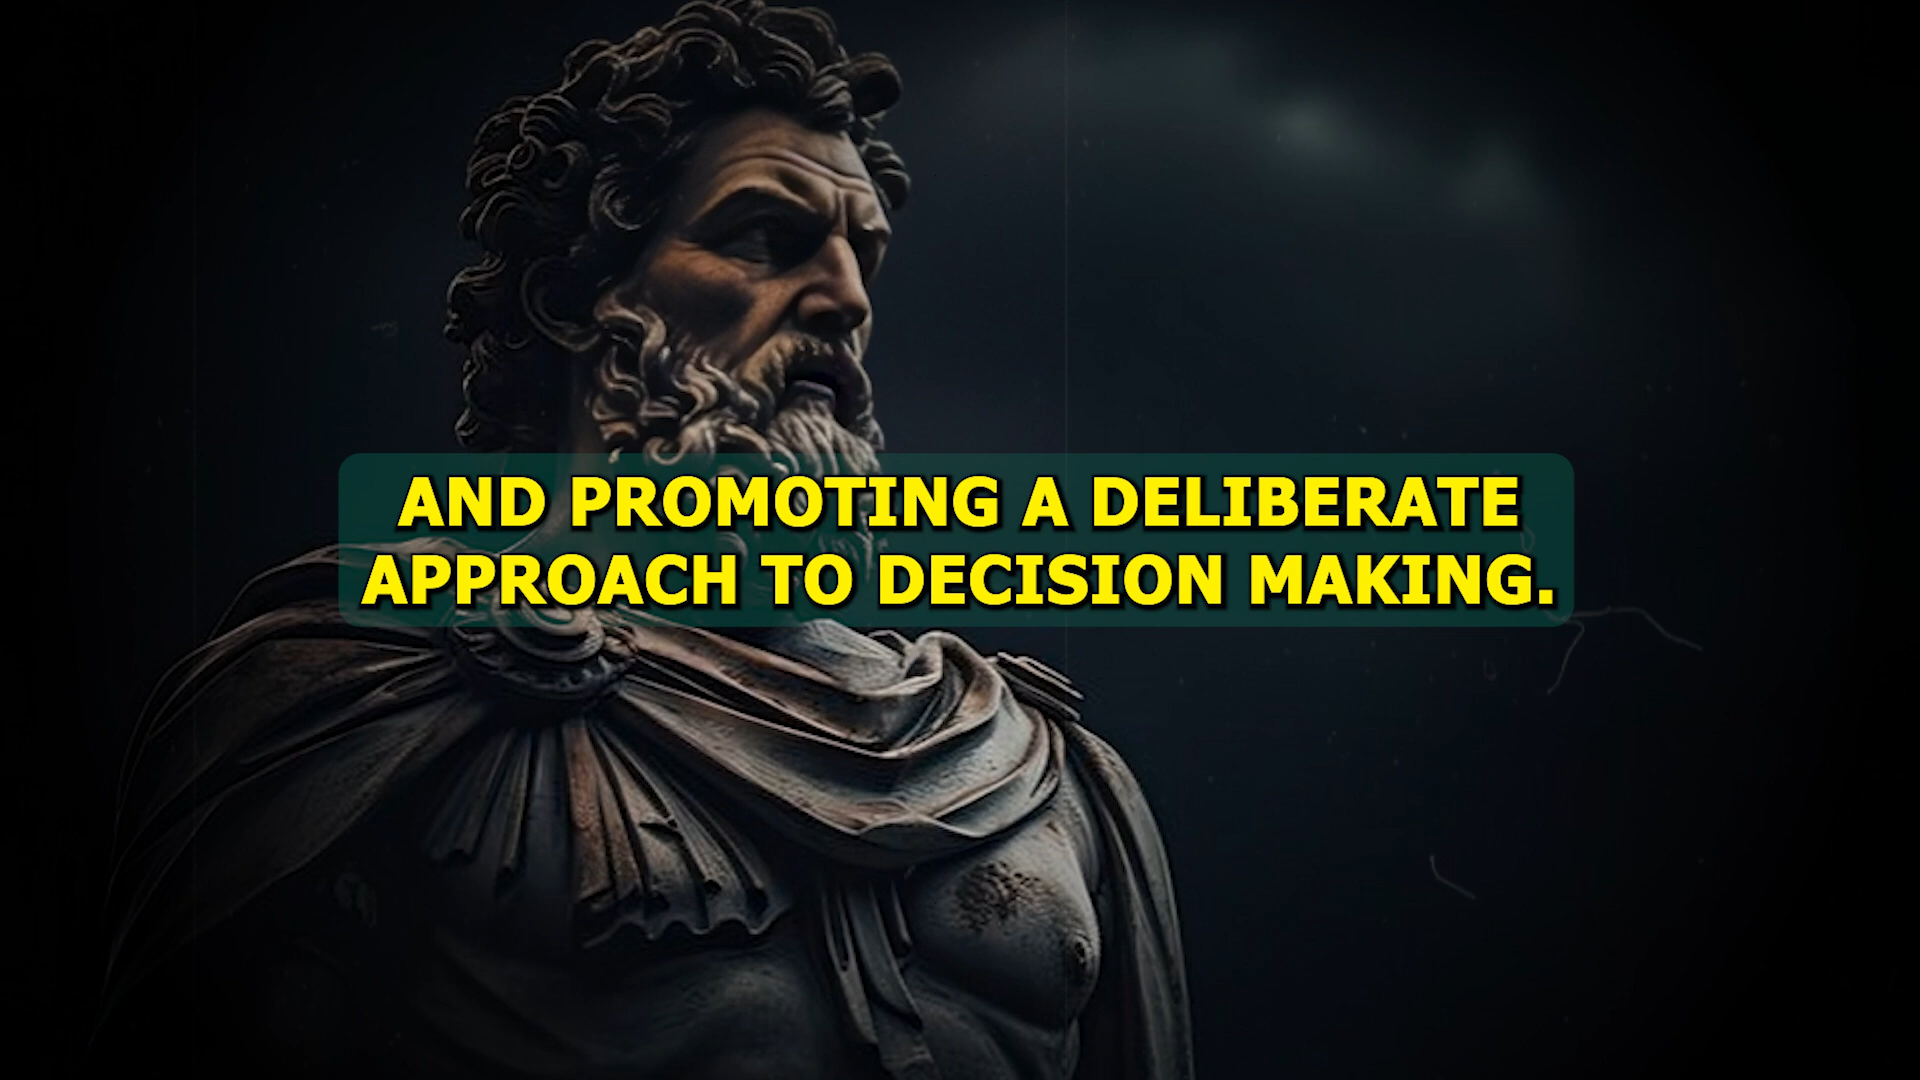 AND PROMOTING A DELIBERATE
APPROACH TO DECISION MAKING.